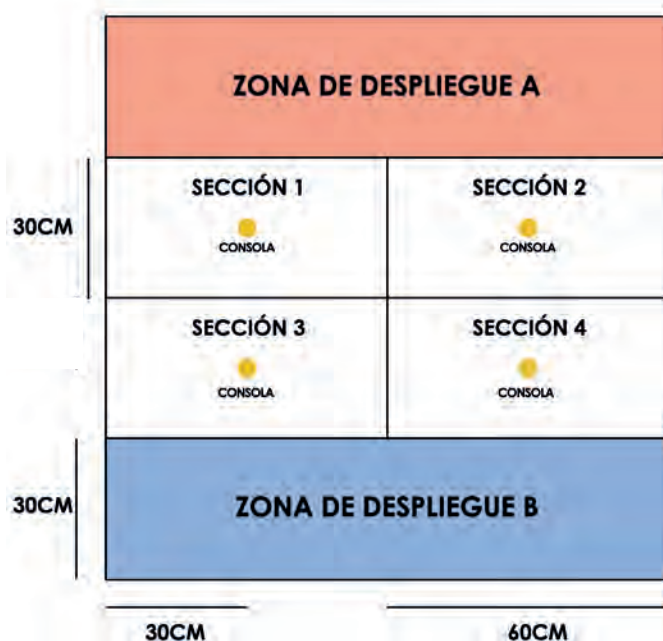 ZONA DE DESPLIEGUE A
SECCIÓN 1
SECCIÓN 2
30CM
CONSOLA
CONSOLA
SECCIÓN 3
SECCIÓN 4
CONSOLA
CONSOLA
30CM
ZONA DE DESPLIEGUE B
30CM
60CM